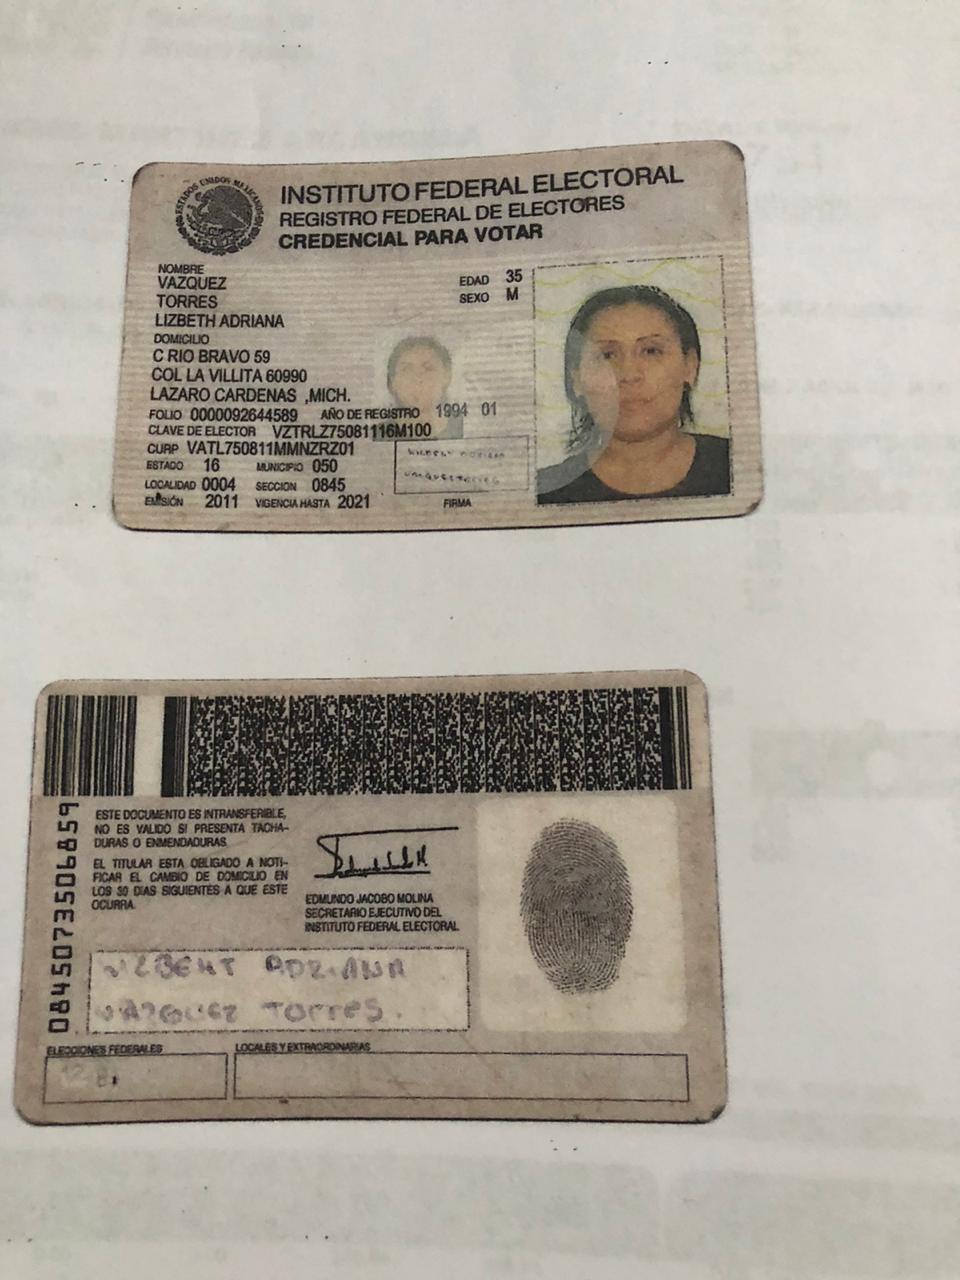 ESTADOS UNIDOS MEXICANOS
INSTITUTO FEDERAL ELECTORAL
REGISTRO FEDERAL DE ELECTORES
CREDENCIAL PARA VOTAR
NOMBRE
VAZQUEZ
TORRES
LIZBETH ADRIANA
EDAD 35
SEXO M
DOMICILIO
C RIO BRAVO 59
COL LA VILLITA 60990
LAZARO CARDENAS ,MICH.
FOLIO 0000092644589 AÑO DE REGISTRO 1994 01
CLAVE DE ELECTOR VZTRLZ75081116M100
CURP VATL750811MMNZRZ01
ESTADO 16 MUNICIPIO 050
LOCALIDAD 0004 SECCION 0845
EMISIÓN 2011 VIGENCIA HASTA 2021
FIRMA
0845073506859
ESTE DOCUMENTO ES INTRANSFERIBLE,
NO ES VALIDO SI PRESENTA TACHA-
DURAS O ENMENDADURAS.
EL TITULAR ESTA OBLIGADO A NOTI-
FICAR EL CAMBIO DE DOMICILIO EN
LOS 30 DIAS SIGUIENTES A QUE ESTE
OCURRA.
EDMUNDO JACOBO MOLINA
SECRETARIO EJECUTIVO DEL
INSTITUTO FEDERAL ELECTORAL
ADRIANA
VAZQUEZ TORRES.
ELECCIONES FEDERALES
LOCALES Y EXTRAORDINARIAS